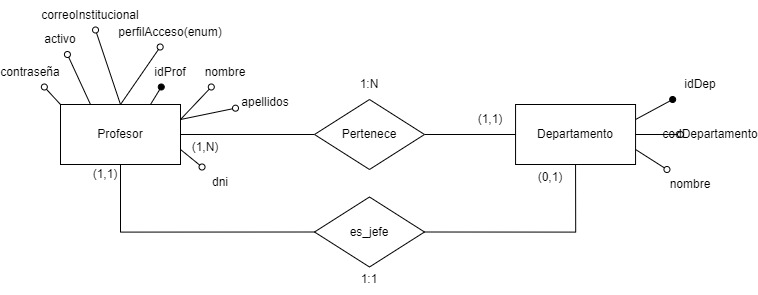 correoInstitucional
activo
perfilAcceso(enum)
contraseña
idProf
nombre
apellidos
1:N
idDep
Profesor
(1,N)
Pertenece
(1,1)
Departamento
codDepartamento
(1,1)
dni
(0,1)
nombre
es_jefe
1:1